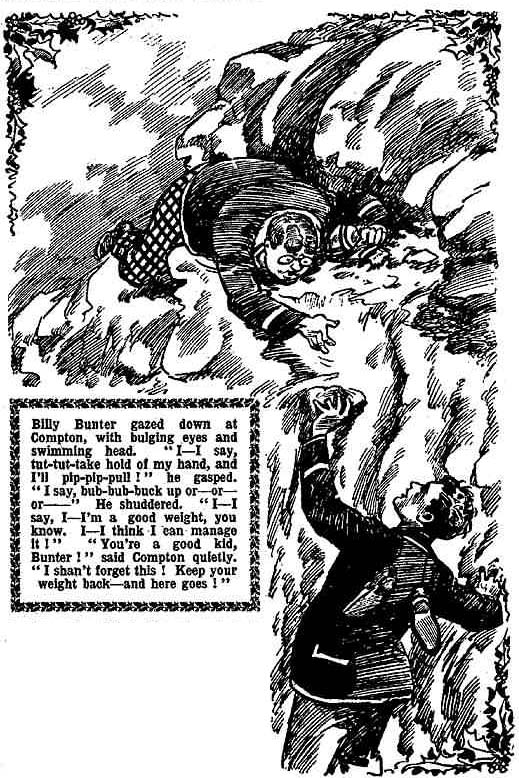 Billy Bunter gazed down at
Compton, with bulging eyes and
swimming head. "I—I say,
tut-tut-take hold of my hand, and
I'll pip-pip-pull !" he gasped.
"I say, bub-bub-buck up or—or—
or——" He shuddered. "I—I
say, I—I'm a good weight, you
know. I—I think I can manage
it !" "You're a good kid,
Bunter !" said Compton quietly.
"I shan't forget this ! Keep your
weight back—and here goes !"